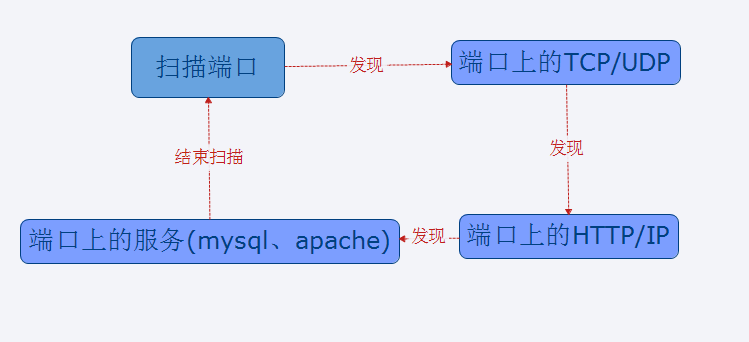 扫描端口
发现
端口上的TCP/UDP
发现
结束扫描
端口上的服务(mysql、apache)
发现
端口上的HTTP/IP